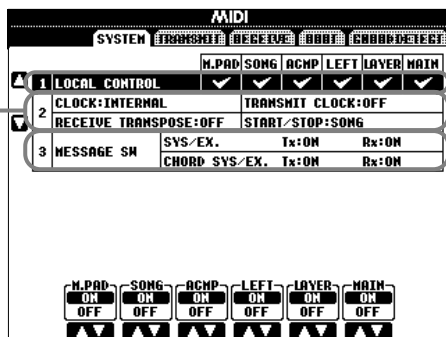 MIDI
SYSTEM TRANSMIT RECEIVE ROOT CHORD DETECT
M.PAD SONG ACMP LEFT LAYER MAIN
1 LOCAL CONTROL
2 CLOCK:INTERNAL TRANSMIT CLOCK:OFF
RECEIVE TRANSPOSE:OFF START/STOP:SONG
3 MESSAGE SW SYS/EX. Tx:ON Rx:ON
CHORD SYS/EX. Tx:ON Rx:ON
M.PAD SONG ACMP LEFT LAYER MAIN
ON ON ON ON ON ON
OFF OFF OFF OFF OFF OFF